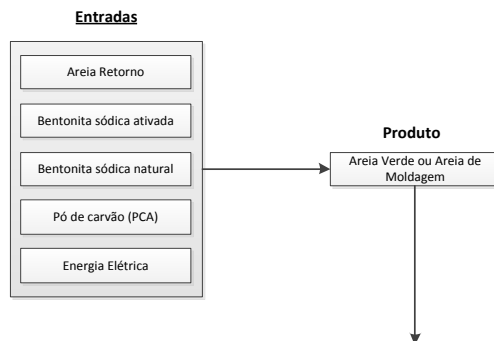 Entradas
Areia Retorno
Bentonita sódica ativada
Bentonita sódica natural
Pó de carvão (PCA)
Energia Elétrica
Produto
Areia Verde ou Areia de
Moldagem